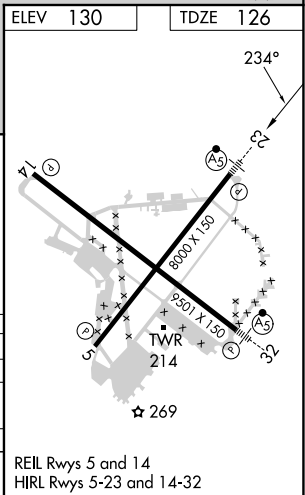 ELEV 130
TDZE 126
234°
23
A5
P
14
P
P
8000 X 150
9501 X 150
P
5
TWR
214
A5
P
32
269
REIL Rwys 5 and 14
HIRL Rwys 5-23 and 14-32